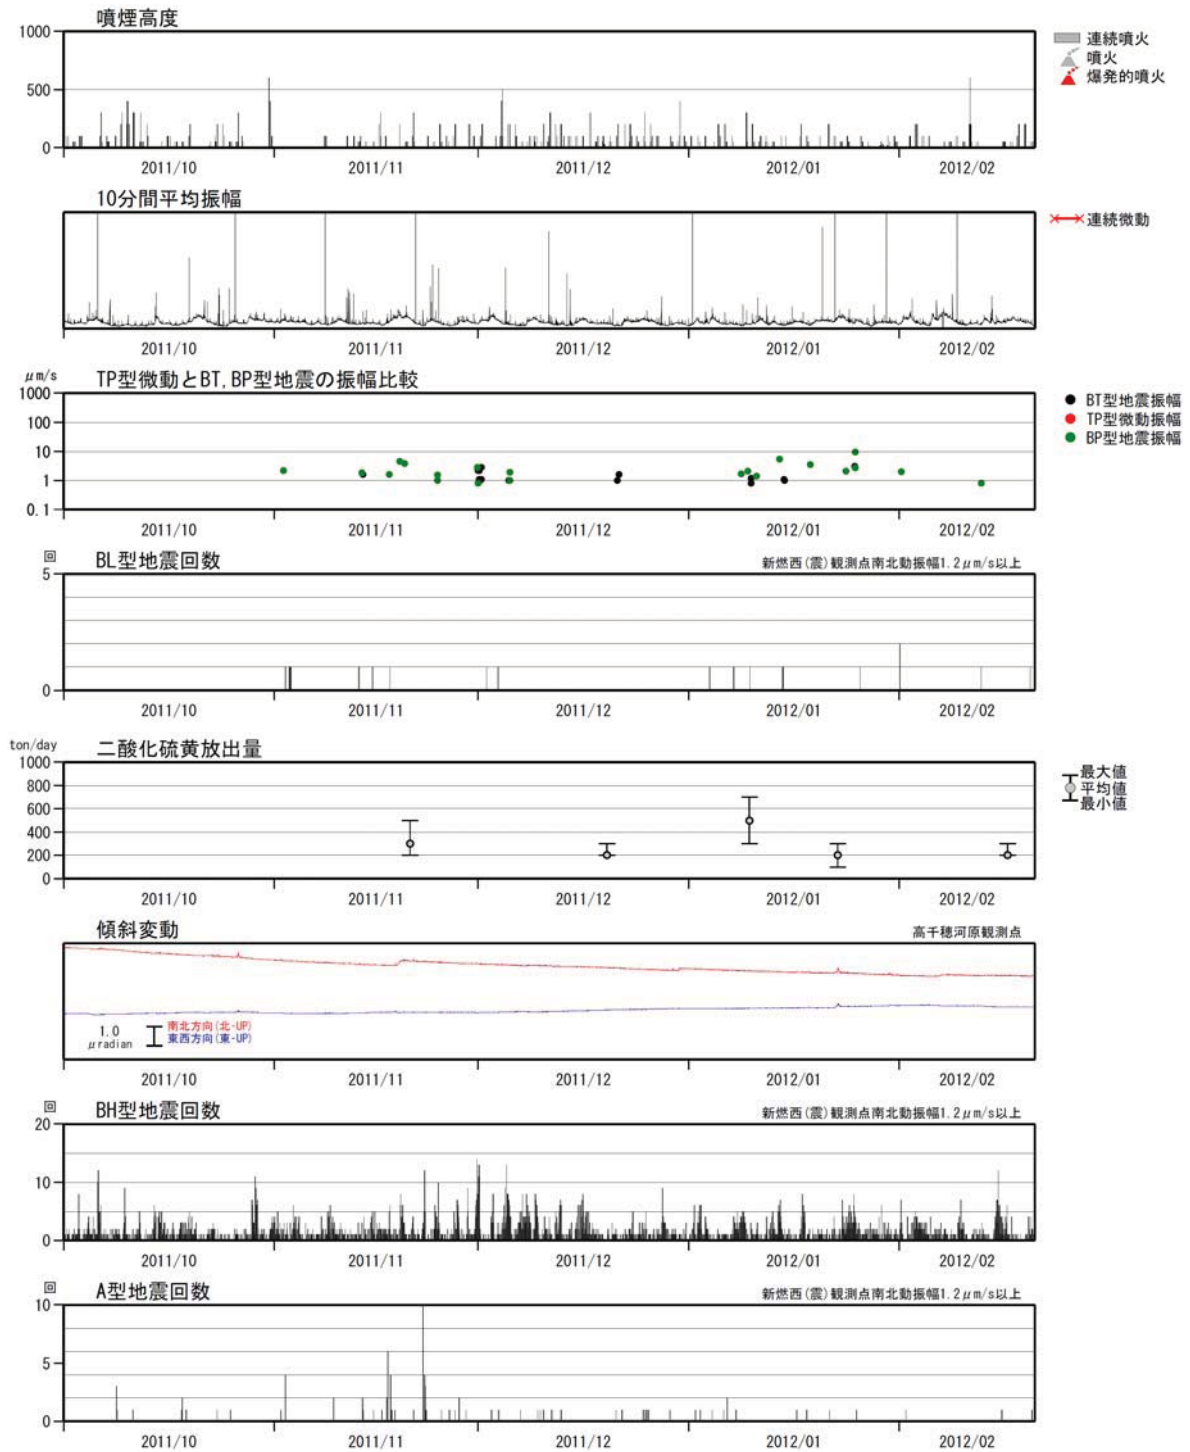 噴煙高度
1000
500
0
2011/10 2011/11 2011/12 2012/01 2012/02
連続噴火
噴火
爆発的噴火
10分間平均振幅
2011/10 2011/11 2011/12 2012/01 2012/02
連続微動
μm/s TP型微動とBT,BP型地震の振幅比較
1000
100
10
1
0.1
2011/10 2011/11 2011/12 2012/01 2012/02
BT型地震振幅
TP型微動振幅
BP型地震振幅
回 BL型地震回数 新燃西(震)観測点南北動振幅1.2μm/s以上
5
0
2011/10 2011/11 2011/12 2012/01 2012/02
ton/day 二酸化硫黄放出量
1000
800
600
400
200
0
2011/10 2011/11 2011/12 2012/01 2012/02
最大値
平均値
最小値
傾斜変動 高千穂河原観測点
1.0
μradian
南北方向(北-UP)
東西方向(東-UP)
2011/10 2011/11 2011/12 2012/01 2012/02
回 BH型地震回数 新燃西(震)観測点南北動振幅1.2μm/s以上
20
10
0
2011/10 2011/11 2011/12 2012/01 2012/02
回 A型地震回数 新燃西(震)観測点南北動振幅1.2μm/s以上
10
5
0
2011/10 2011/11 2011/12 2012/01 2012/02